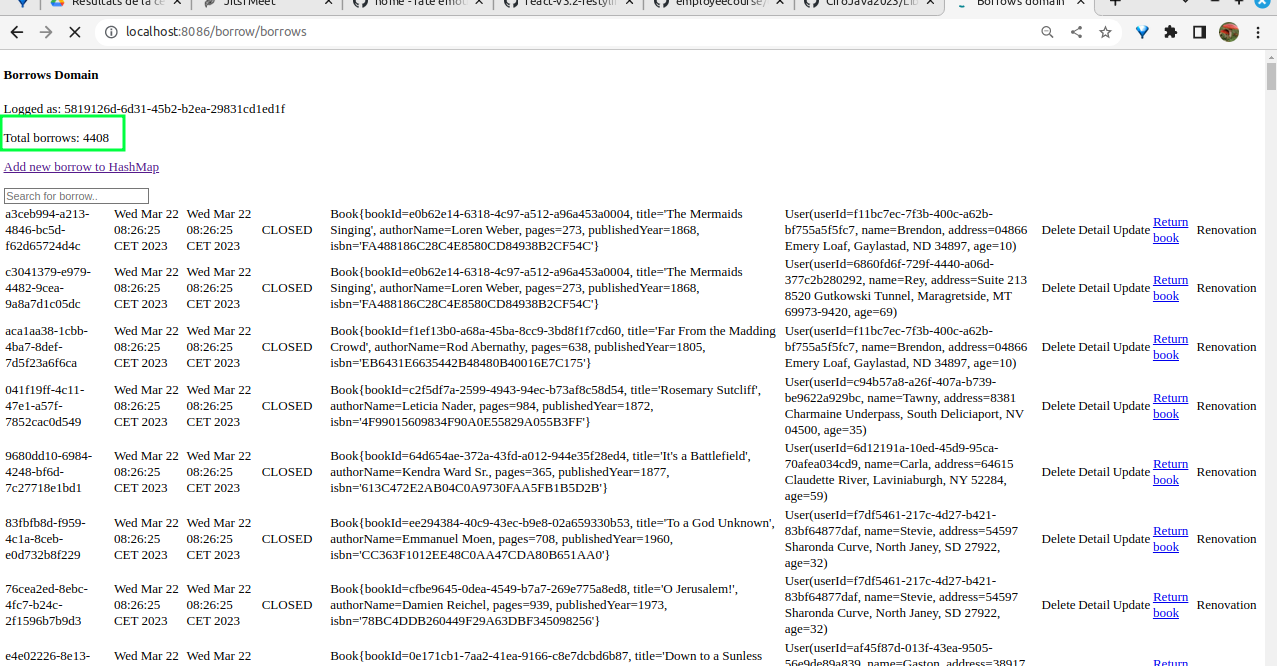 Resultats de la ce
Jitsi Meet
home - rate emot
react-v3.2-restylin
employeecourse/
CiroJava2023/Lib
Borrows domain
localhost:8086/borrow/borrows
Borrows Domain
Logged as: 5819126d-6d31-45b2-b2ea-29831cd1ed1f
Total borrows: 4408
Add new borrow to HashMap
Search for borrow..
a3ceb994-a213-4846-bc5d-f62d65724d4c Wed Mar 22 08:26:25 CET 2023 Wed Mar 22 08:26:25 CET 2023 CLOSED Book{bookId=e0b62e14-6318-4c97-a512-a96a453a0004, title='The Mermaids Singing', authorName=Loren Weber, pages=273, publishedYear=1868, isbn='FA488186C28C4E8580CD84938B2CF54C'} User(userId=f11bc7ec-7f3b-400c-a62b-bf755a5f5fc7, name=Brendon, address=04866 Emery Loaf, Gaylastad, ND 34897, age=10) Delete Detail Update Return book Renovation
c3041379-e979-4482-9cea-9a8a7d1c05dc Wed Mar 22 08:26:25 CET 2023 Wed Mar 22 08:26:25 CET 2023 CLOSED Book{bookId=e0b62e14-6318-4c97-a512-a96a453a0004, title='The Mermaids Singing', authorName=Loren Weber, pages=273, publishedYear=1868, isbn='FA488186C28C4E8580CD84938B2CF54C'} User(userId=6860fd6f-729f-4440-a06d-377c2b280292, name=Rey, address=Suite 213 8520 Gutkowski Tunnel, Maragretside, MT 69973-9420, age=69) Delete Detail Update Return book Renovation
aca1aa38-1cbb-4ba7-8def-7d5f23a6f6ca Wed Mar 22 08:26:25 CET 2023 Wed Mar 22 08:26:25 CET 2023 CLOSED Book{bookId=f1ef13b0-a68a-45ba-8cc9-3bd8f1f7cd60, title='Far From the Madding Crowd', authorName=Rod Abernathy, pages=638, publishedYear=1805, isbn='EB6431E6635442B48480B40016E7C175'} User(userId=f11bc7ec-7f3b-400c-a62b-bf755a5f5fc7, name=Brendon, address=04866 Emery Loaf, Gaylastad, ND 34897, age=10) Delete Detail Update Return book Renovation
041f19ff-4c11-47e1-a57f-7852cac0d549 Wed Mar 22 08:26:25 CET 2023 Wed Mar 22 08:26:25 CET 2023 CLOSED Book{bookId=c2f5df7a-2599-4943-94ec-b73af8c58d54, title='Rosemary Sutcliff', authorName=Leticia Nader, pages=984, publishedYear=1872, isbn='4F99015609834F90A0E55829A055B3FF'} User(userId=c94b57a8-a26f-407a-b739-be9622a929bc, name=Tawny, address=8381 Charmaine Underpass, South Deliciaport, NV 04500, age=35) Delete Detail Update Return book Renovation
9680dd10-6984-4248-bf6d-7c27718e1bd1 Wed Mar 22 08:26:25 CET 2023 Wed Mar 22 08:26:25 CET 2023 CLOSED Book{bookId=64d654ae-372a-43fd-a012-944e35f28ed4, title='It's a Battlefield', authorName=Kendra Ward Sr., pages=365, publishedYear=1877, isbn='613C472E2AB04C0A9730FAA5FB1B5D2B'} User(userId=6d12191a-10ed-45d9-95ca-70afea034cd9, name=Carla, address=64615 Claudette River, Laviniaburgh, NY 52284, age=59) Delete Detail Update Return book Renovation
83fbfb8d-f959-4c1a-8ceb-e0d732b8f229 Wed Mar 22 08:26:25 CET 2023 Wed Mar 22 08:26:25 CET 2023 CLOSED Book{bookId=ee294384-40c9-43ec-b9e8-02a659330b53, title='To a God Unknown', authorName=Emmanuel Moen, pages=708, publishedYear=1960, isbn='CC363F1012EE48C0AA47CDA80B651AA0'} User(userId=f7df5461-217c-4d27-b421-83bf64877daf, name=Stevie, address=54597 Sharonda Curve, North Janey, SD 27922, age=32) Delete Detail Update Return book Renovation
76cea2ed-8ebc-4fc7-b24c-2f1596b7b9d3 Wed Mar 22 08:26:25 CET 2023 Wed Mar 22 08:26:25 CET 2023 CLOSED Book{bookId=cfbe9645-0dea-4549-b7a7-269e775a8ed8, title='O Jerusalem!', authorName=Damien Reichel, pages=939, publishedYear=1973, isbn='78BC4DDB260449F29A63DBF345098256'} User(userId=f7df5461-217c-4d27-b421-83bf64877daf, name=Stevie, address=54597 Sharonda Curve, North Janey, SD 27922, age=32) Delete Detail Update Return book Renovation
e4e02226-8e13- Wed Mar 22 Wed Mar 22 Book{bookId=0e171cb1-7aa2-41ea-9166-c8e7dcbd6b87, title='Down to a Sunless User(userId=af45f87d-013f-43ea-9505-56e9de89a839, name=Gaston, address=38917 Return